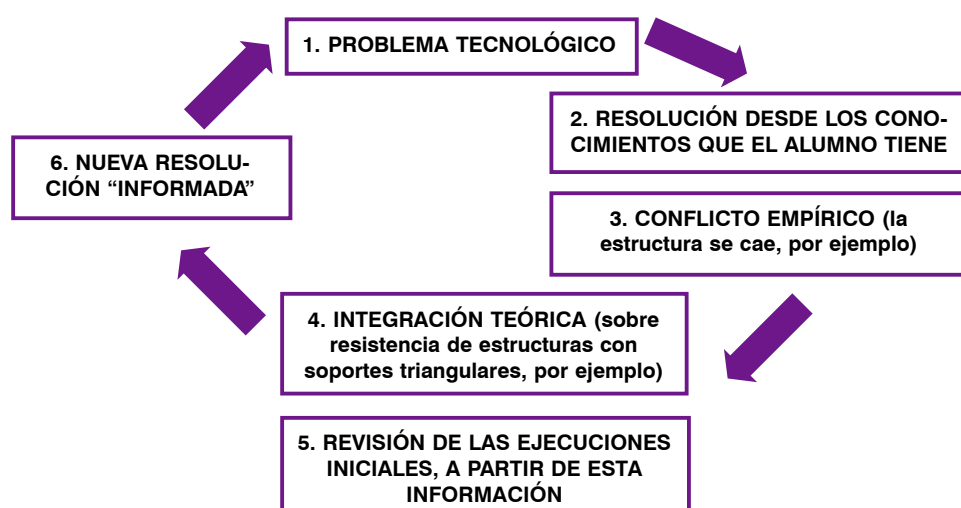 1. PROBLEMA TECNOLÓGICO
2. RESOLUCIÓN DESDE LOS CONO-
CIMIENTOS QUE EL ALUMNO TIENE
3. CONFLICTO EMPÍRICO (la
estructura se cae, por ejemplo)
4. INTEGRACIÓN TEÓRICA (sobre
resistencia de estructuras con
soportes triangulares, por ejemplo)
5. REVISIÓN DE LAS EJECUCIONES
INICIALES, A PARTIR DE ESTA
INFORMACIÓN
6. NUEVA RESOLU-
CIÓN “INFORMADA”